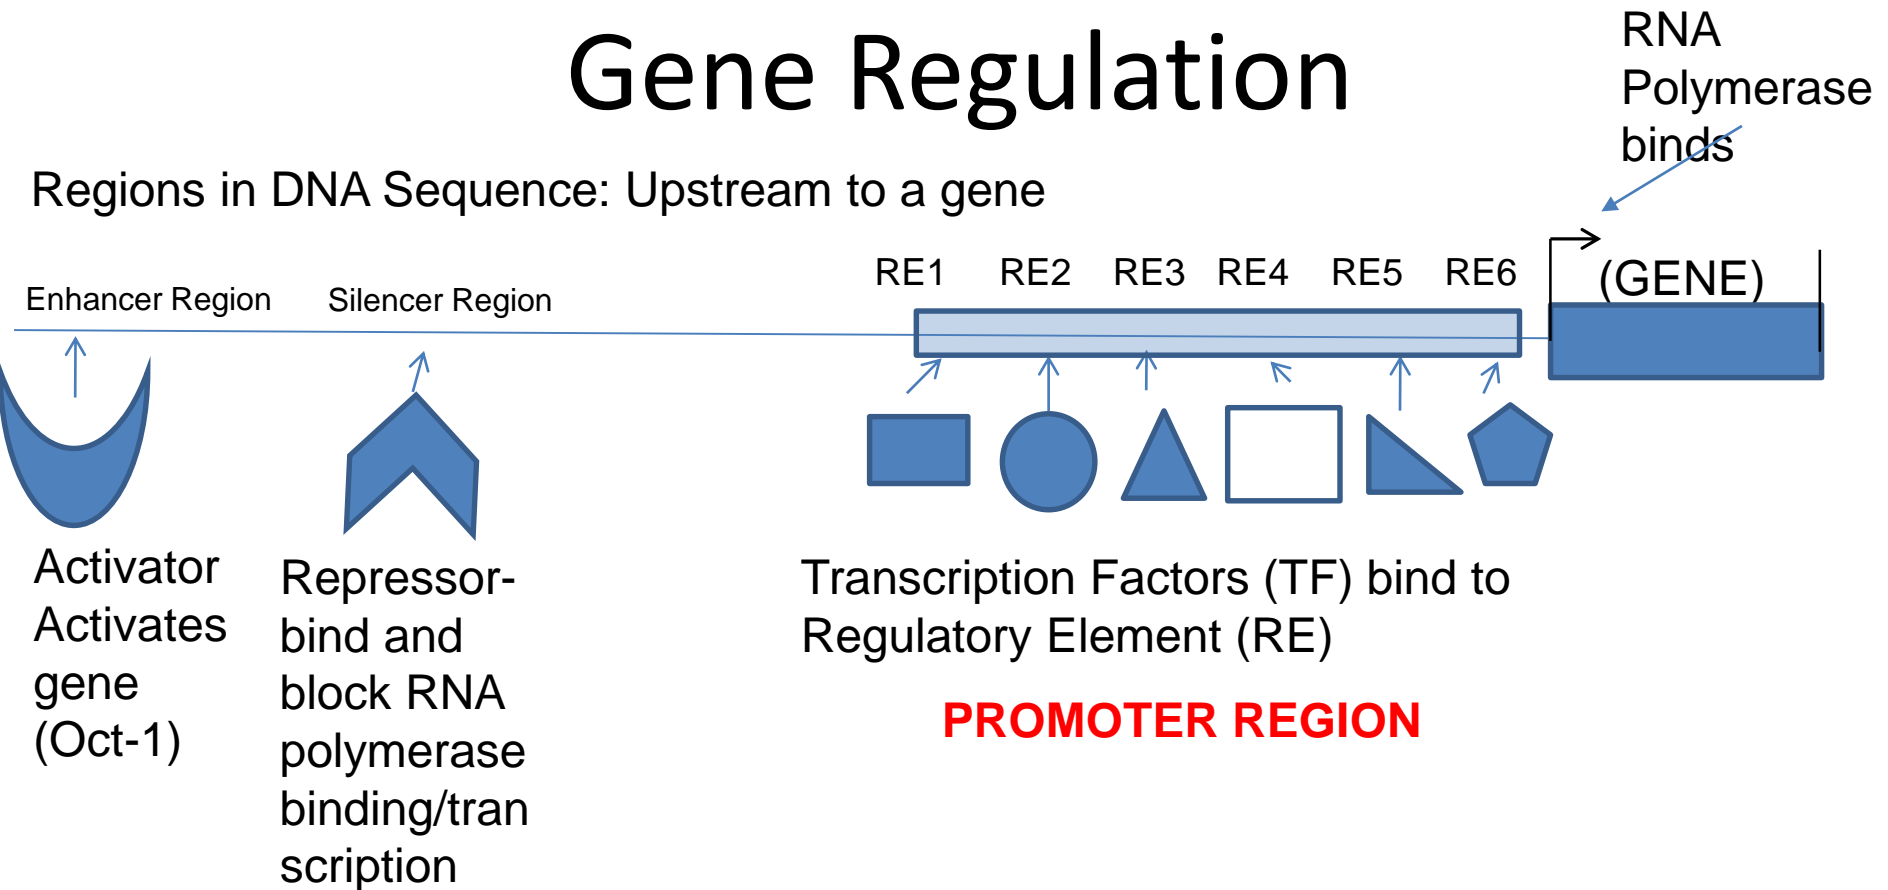 Gene Regulation
RNA
Polymerase
binds
Regions in DNA Sequence: Upstream to a gene
Enhancer Region
Silencer Region
RE1
RE2
RE3
RE4
RE5
RE6
(GENE)
Activator
Activates
gene
(Oct-1)
Repressor-
bind and
block RNA
polymerase
binding/tran
scription
Transcription Factors (TF) bind to
Regulatory Element (RE)
PROMOTER REGION